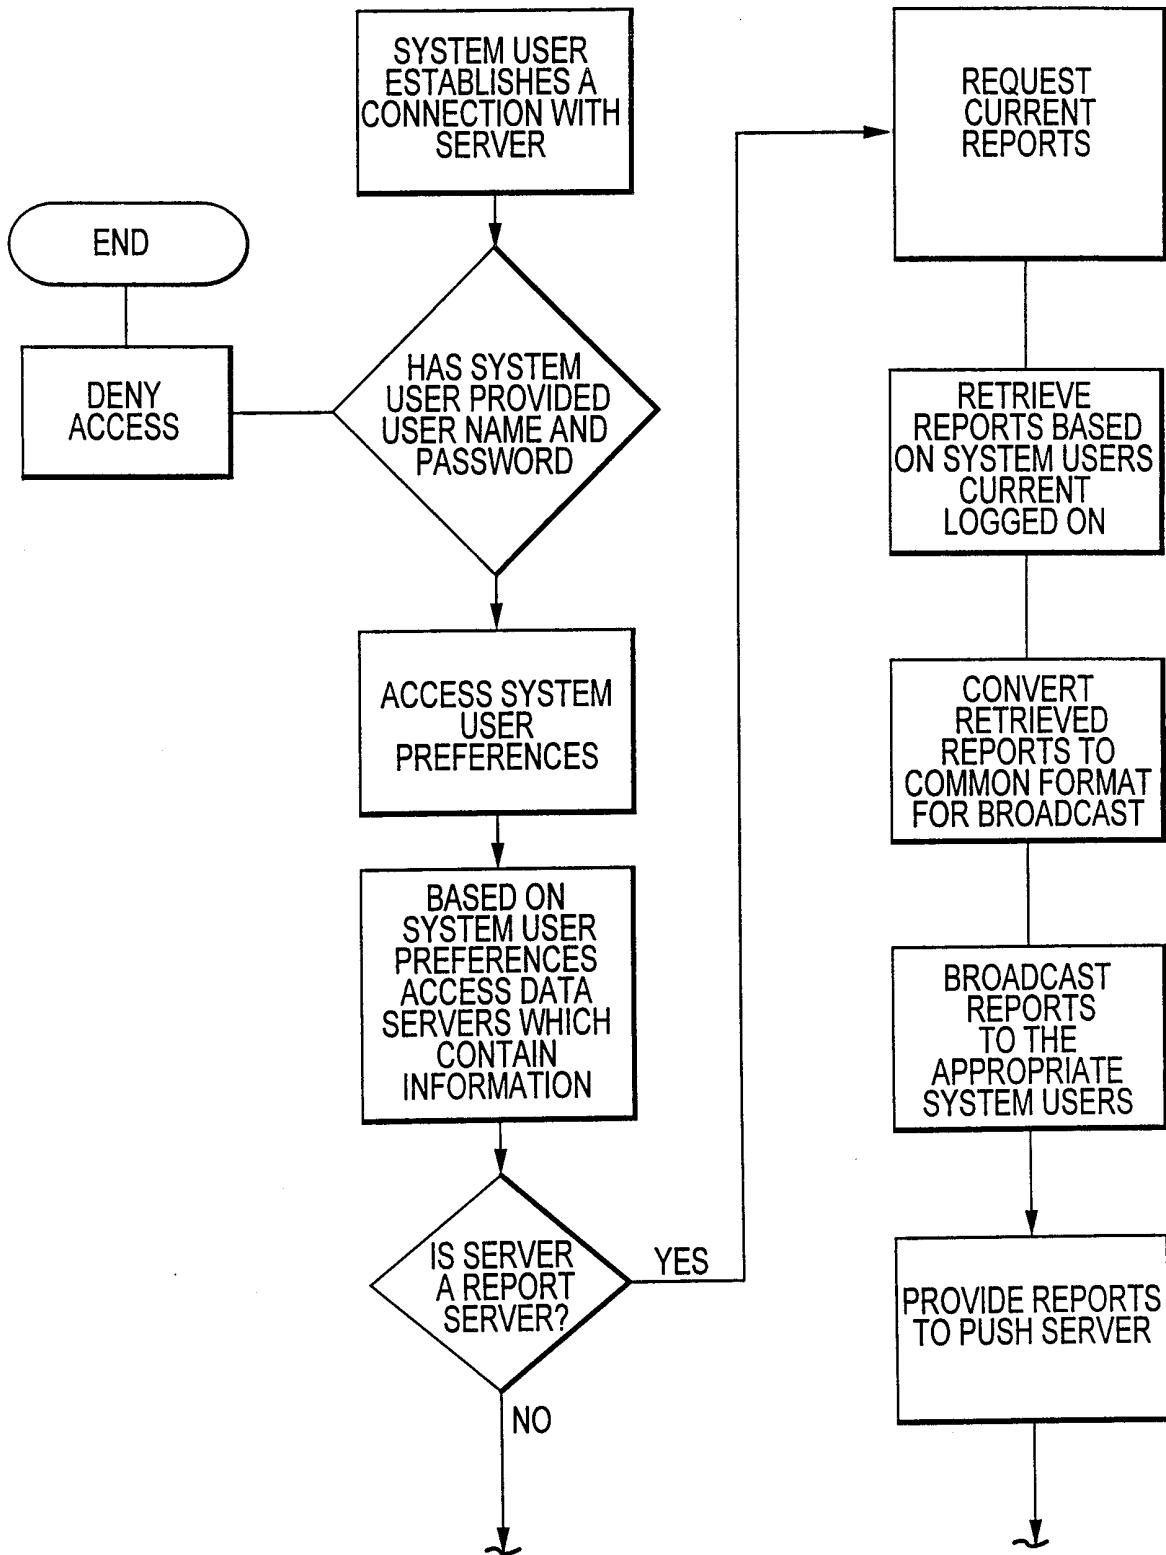 SYSTEM USER
ESTABLISHES A
CONNECTION WITH
SERVER
END
DENY
ACCESS
HAS SYSTEM
USER PROVIDED
USER NAME AND
PASSWORD
ACCESS SYSTEM
USER
PREFERENCES
BASED ON
SYSTEM USER
PREFERENCES
ACCESS DATA
SERVERS WHICH
CONTAIN
INFORMATION
IS SERVER
A REPORT
SERVER?
YES
NO
REQUEST
CURRENT
REPORTS
RETRIEVE
REPORTS BASED
ON SYSTEM USERS
CURRENT
LOGGED ON
CONVERT
RETRIEVED
REPORTS TO
COMMON FORMAT
FOR BROADCAST
BROADCAST
REPORTS
TO THE
APPROPRIATE
SYSTEM USERS
PROVIDE REPORTS
TO PUSH SERVER